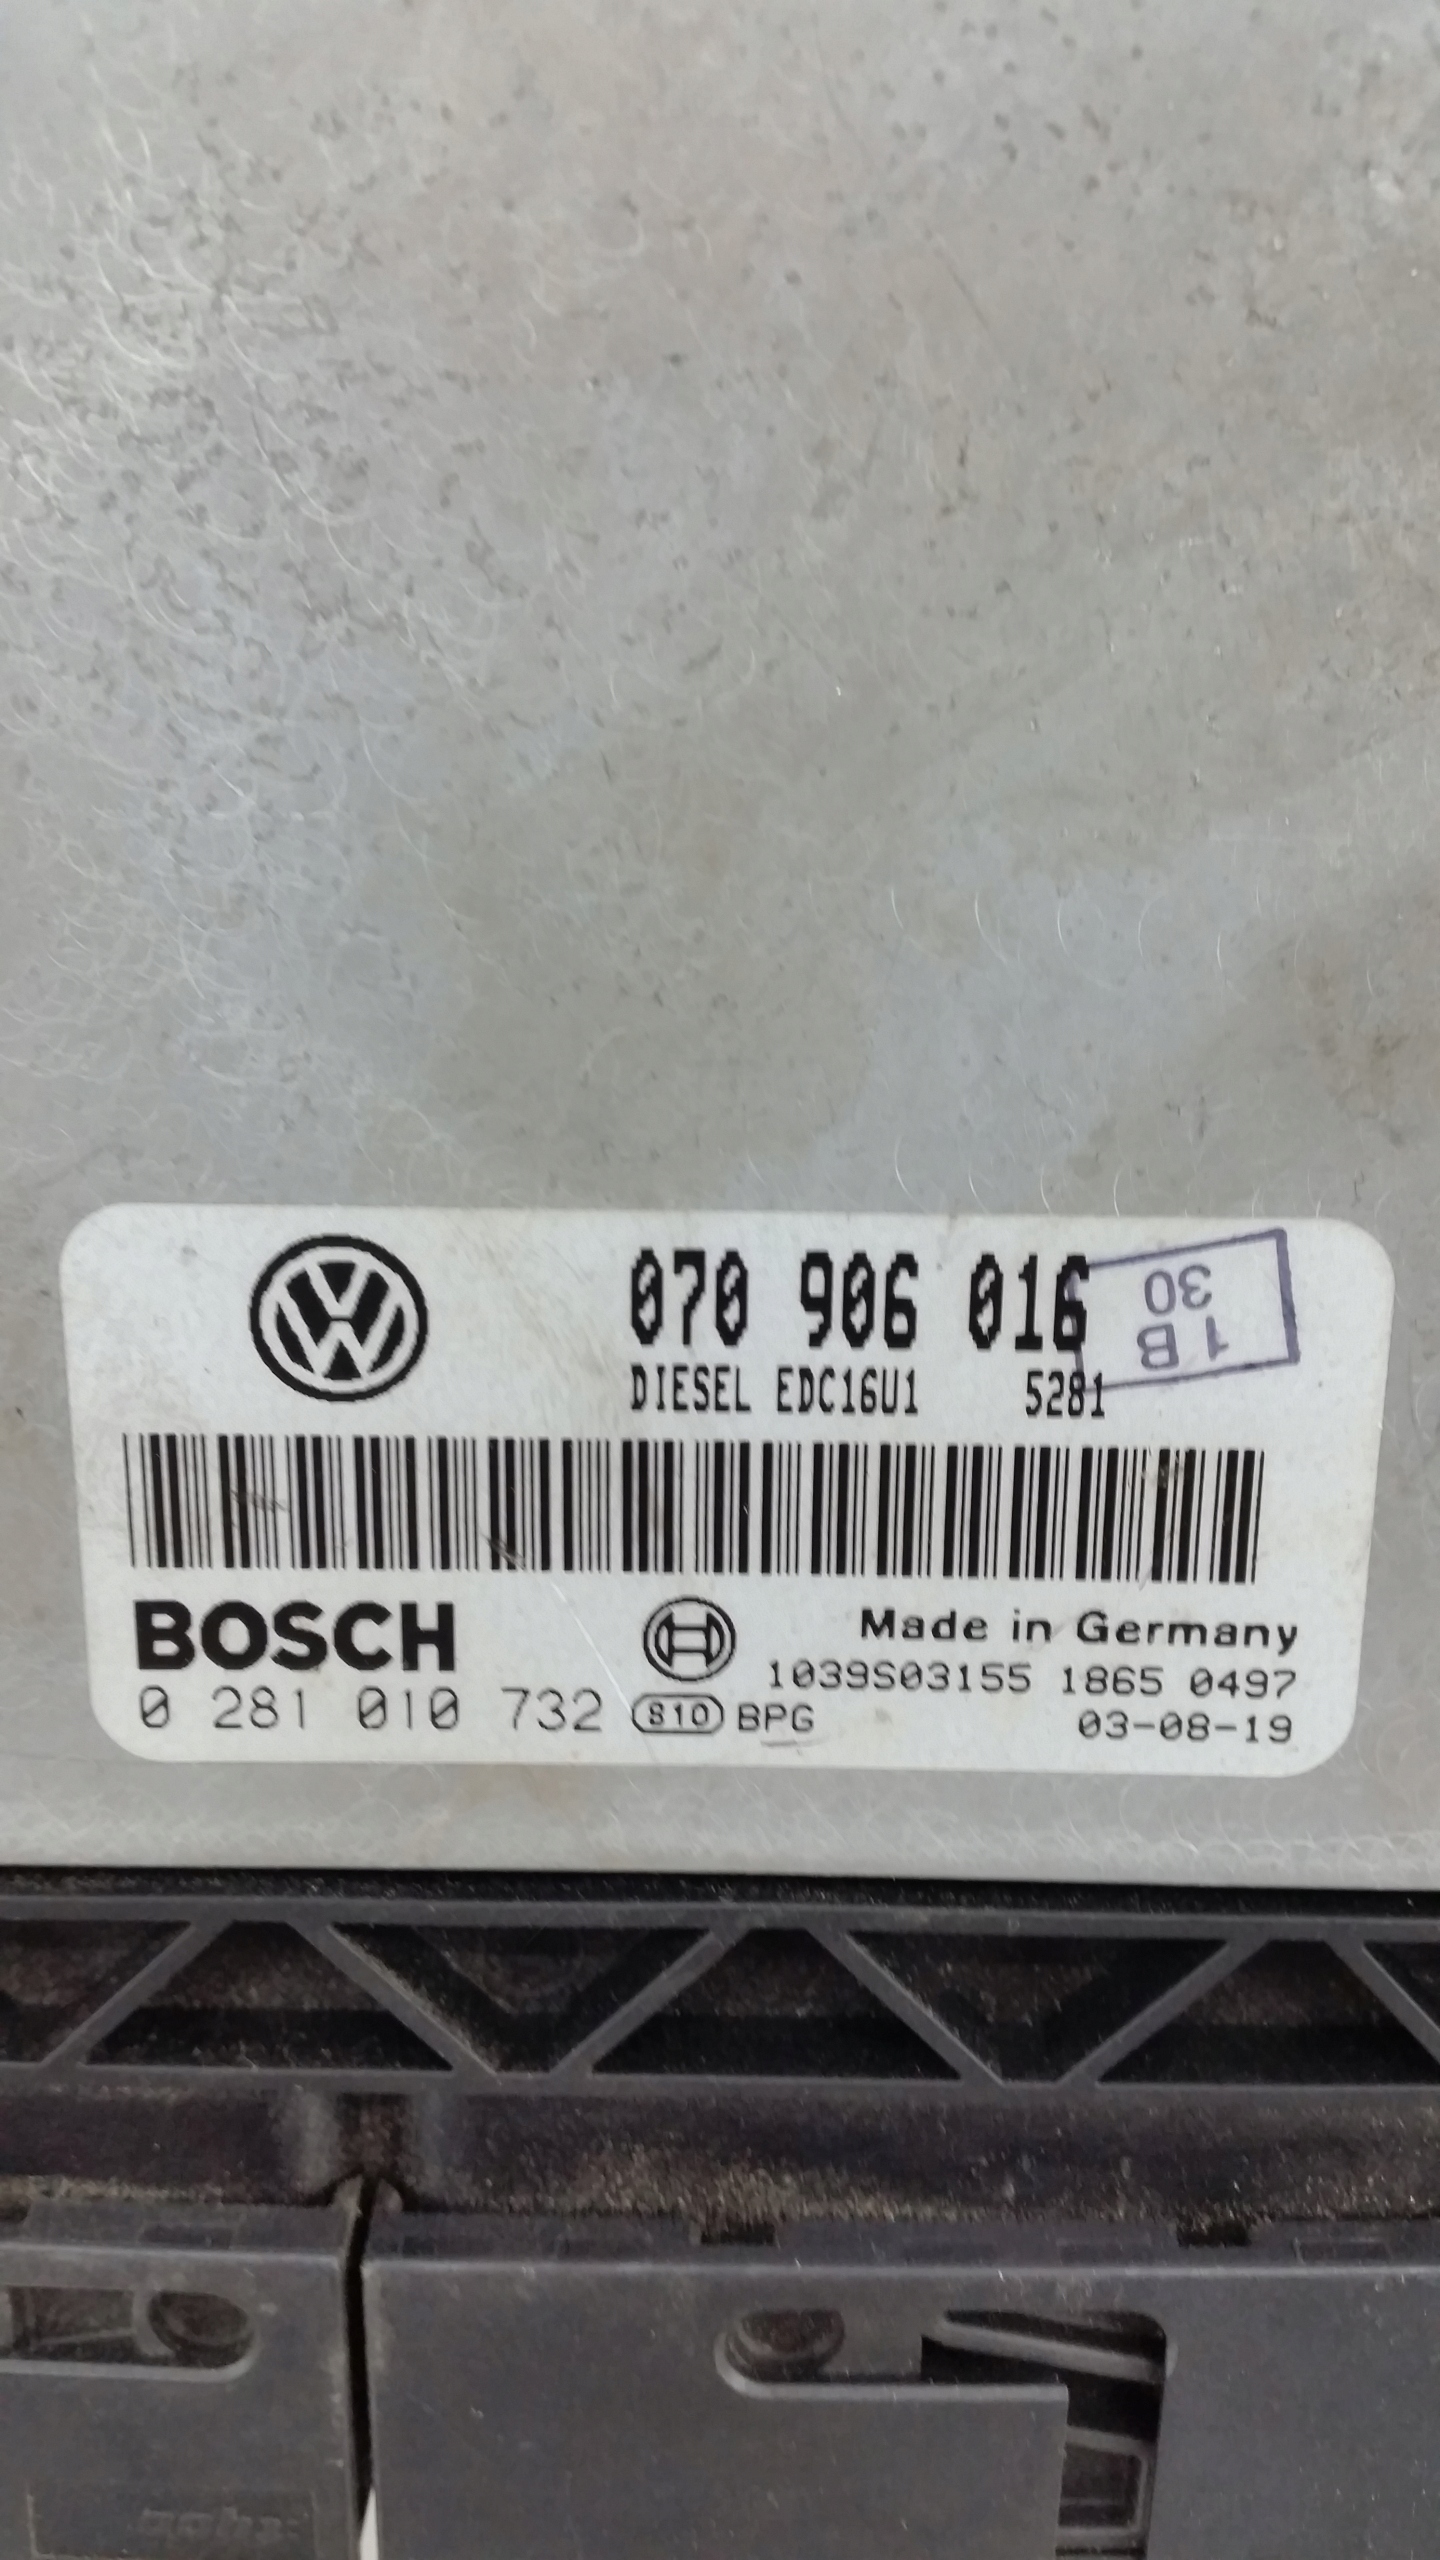 070 906 016
DIESEL EDC16U1 5281
1 B
30
BOSCH
Made in Germany
1039S03155 1865 0497
0 281 010 732 S10 BPG
03-08-19